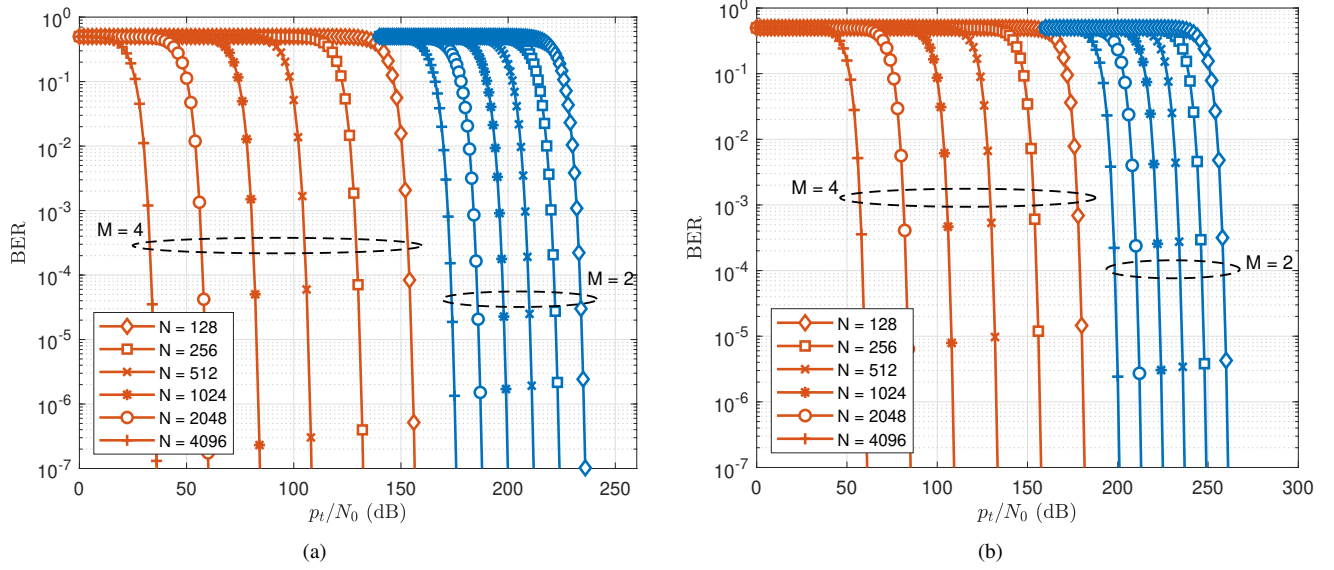 10^0
10^-1
10^-2
10^-3
10^-4
10^-5
10^-6
10^-7
BER
M = 4
M = 2
N = 128
N = 256
N = 512
N = 1024
N = 2048
N = 4096
0 50 100 150 200 250
p_t/N_0 (dB)
(a)
10^0
10^-1
10^-2
10^-3
10^-4
10^-5
10^-6
10^-7
BER
M = 4
M = 2
N = 128
N = 256
N = 512
N = 1024
N = 2048
N = 4096
0 50 100 150 200 250 300
p_t/N_0 (dB)
(b)